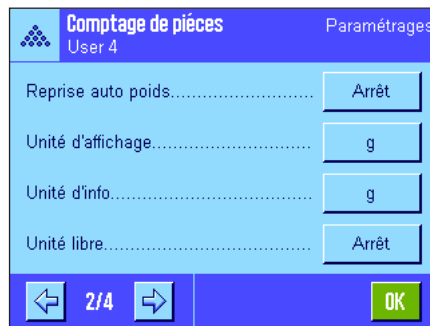 Comptage de piéces Paramétrages
User 4
Reprise auto poids........................... Arrêt
Unité d'affichage.............................. g
Unité d'info...................................... g
Unité libre....................................... Arrêt
2/4 OK